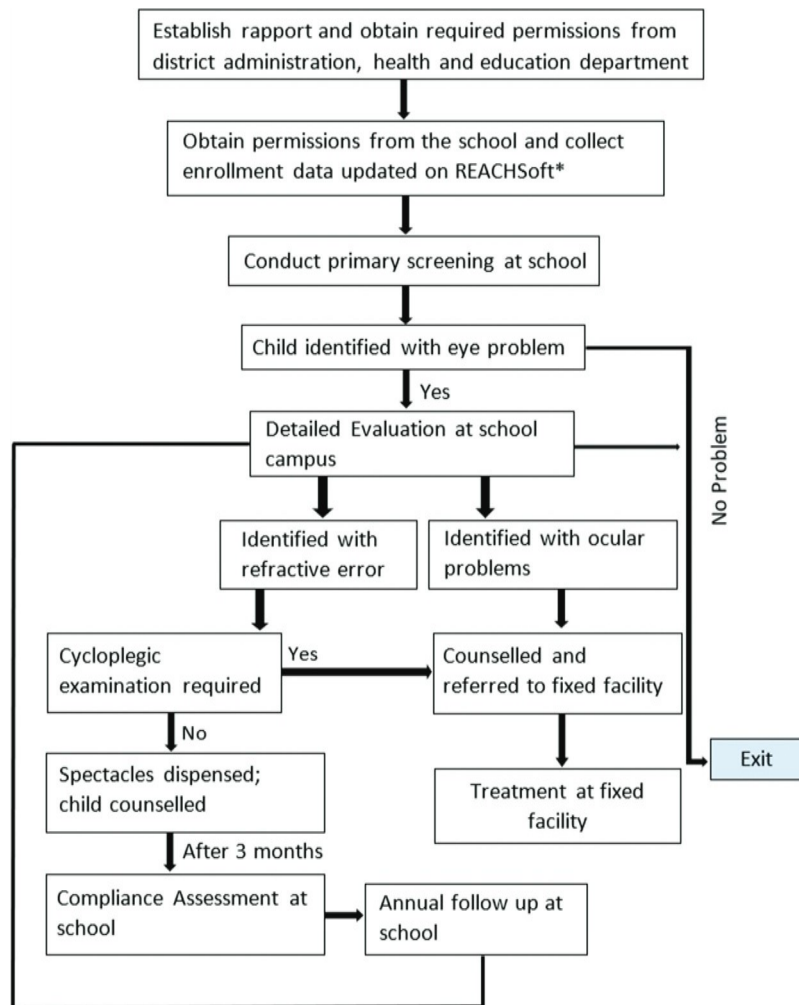 Establish rapport and obtain required permissions from
district administration, health and education department
Obtain permissions from the school and collect
enrollment data updated on REACHSoft*
Conduct primary screening at school
Child identified with eye problem
Yes
No Problem
Detailed Evaluation at school
campus
Identified with
refractive error
Identified with ocular
problems
Cycloplegic
examination required
Yes
Counselled and
referred to fixed facility
No
Exit
Spectacles dispensed;
child counselled
Treatment at fixed
facility
After 3 months
Compliance Assessment at
school
Annual follow up at
school